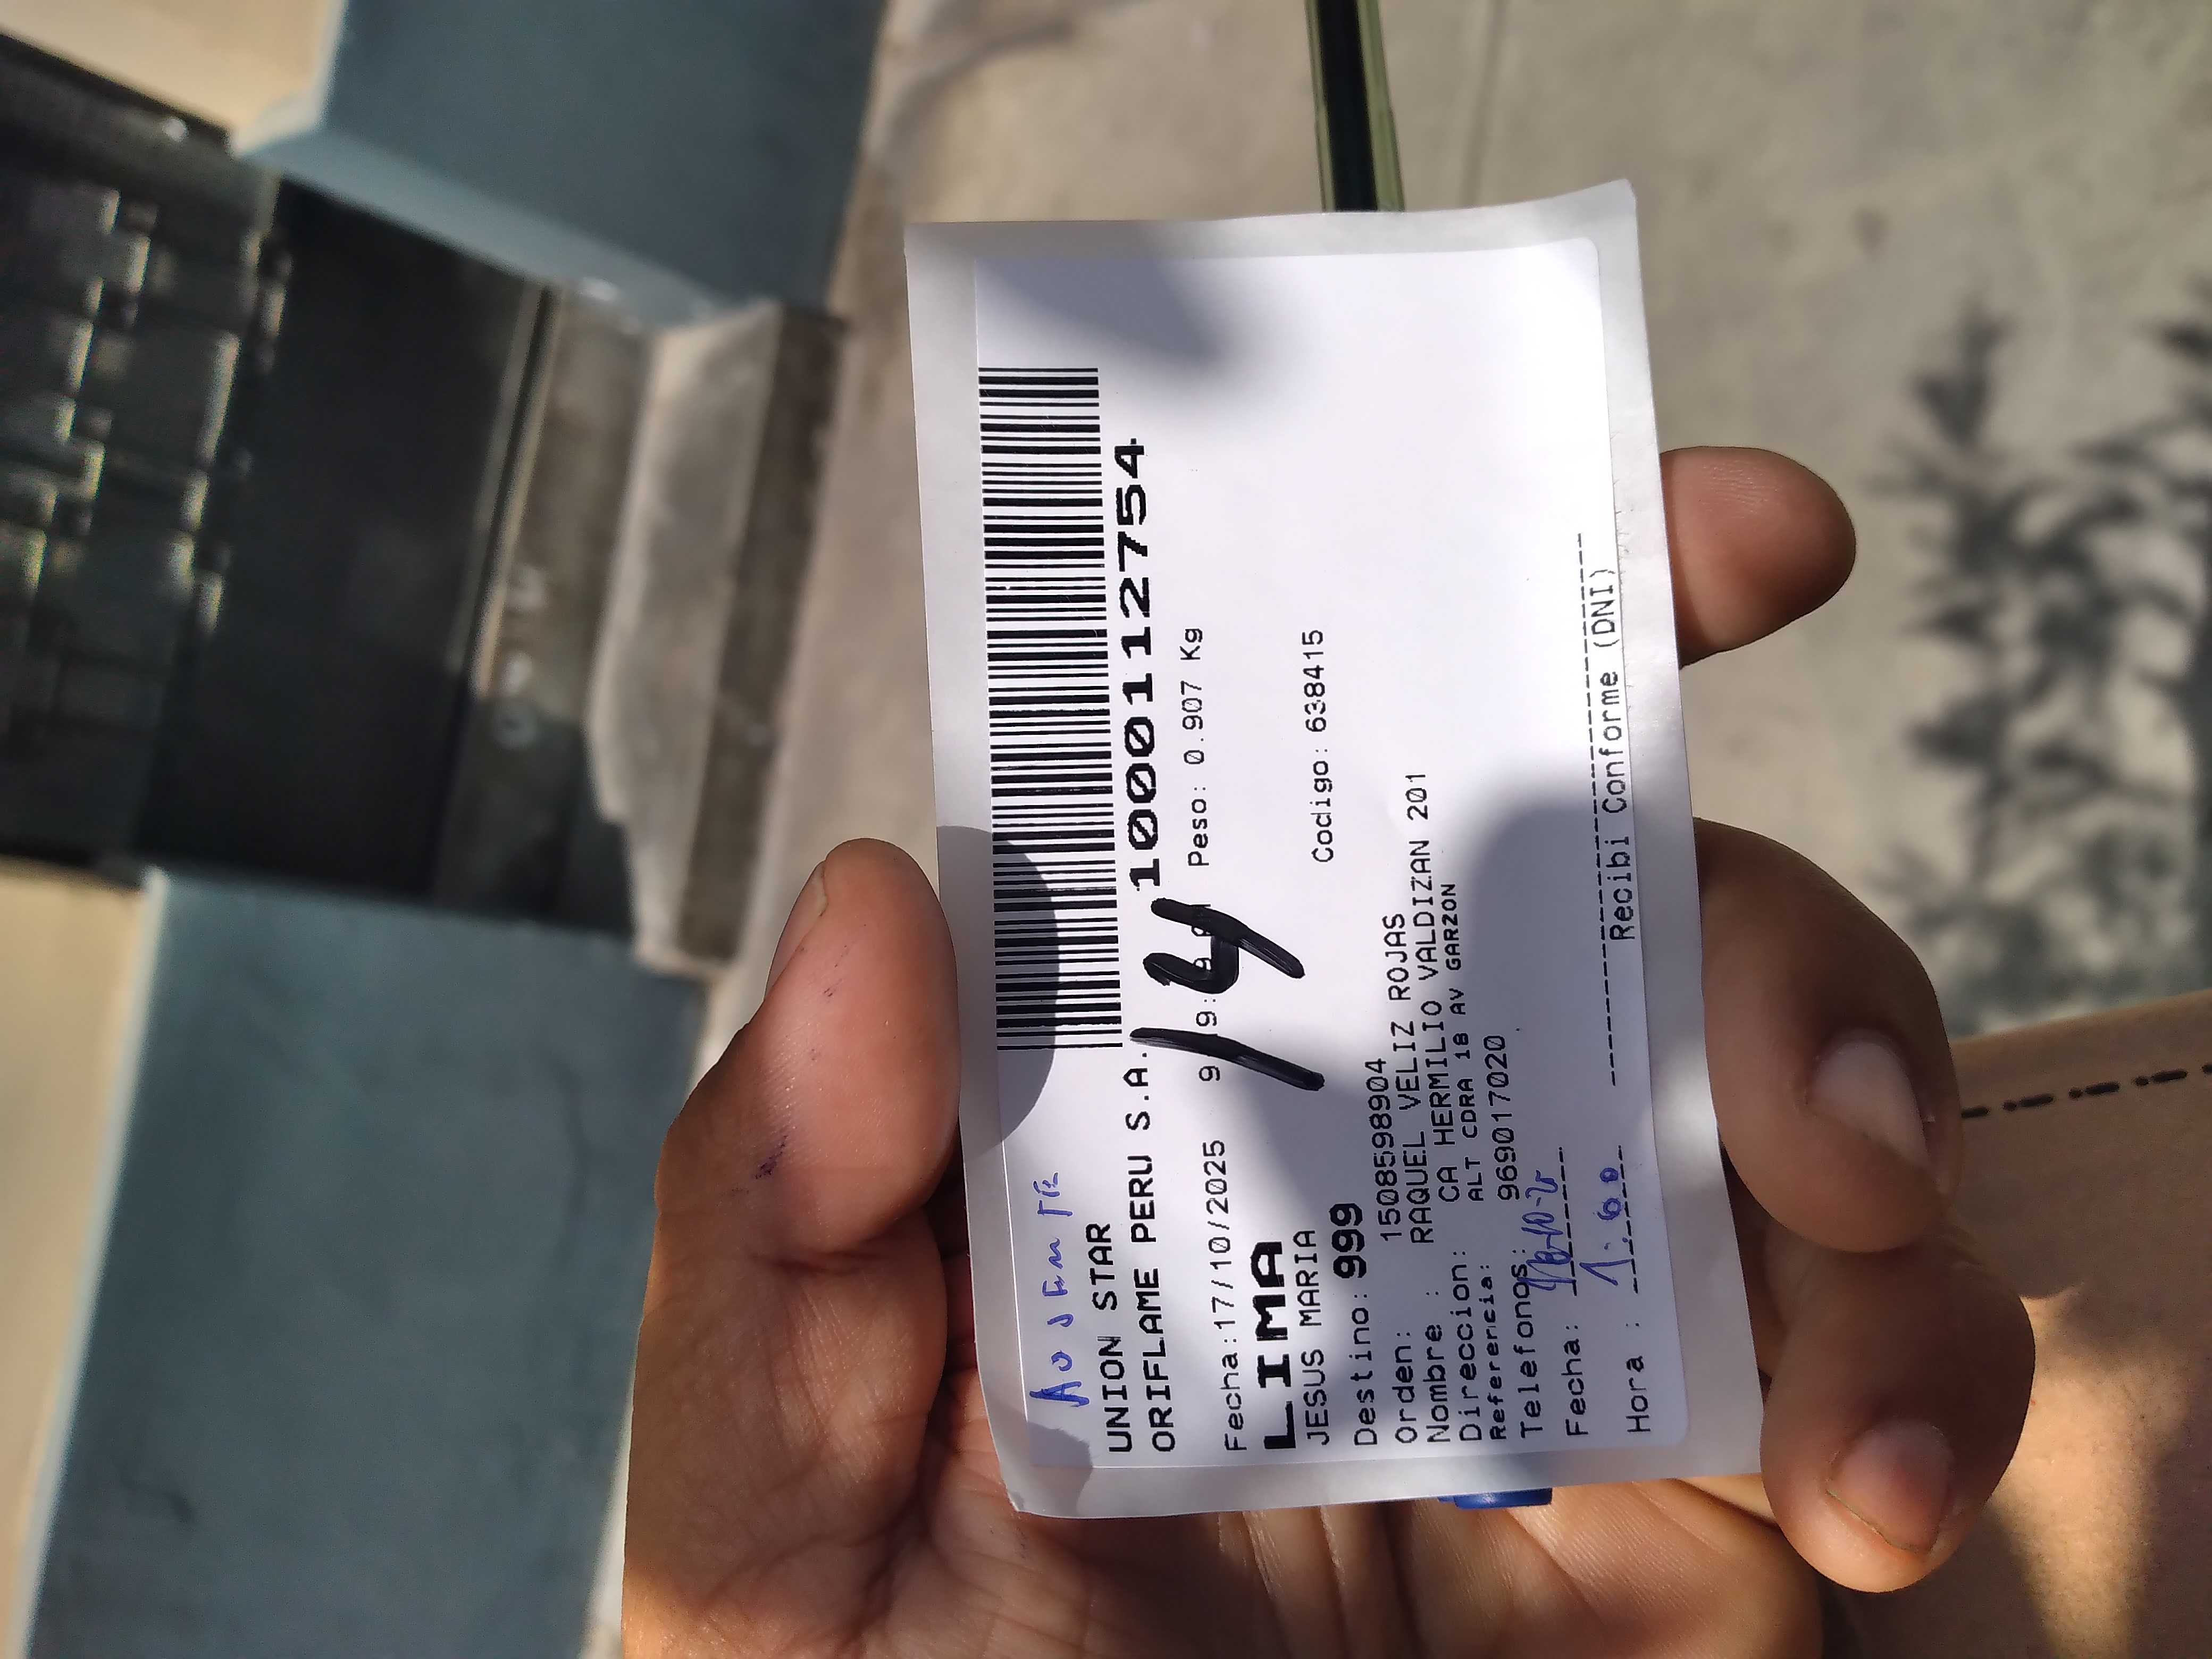 AUSENTE
UNION STAR
ORIFLAME PERU S.A. 1000112754
Fecha:17/10/2025 Peso: 0.907 Kg
14
LIMA
JESUS MARIA Codigo: 638415
Destino: 999
Orden: 1508598904
Nombre : RAQUEL VELIZ ROJAS
Direccion: CA HERMILIO VALDIZAN 201
Referencia: ALT CDRA 18 AV GARZON
Telefonos: 969017020
Fecha:
Hora : 1:00
Recibi Conforme (DNI)